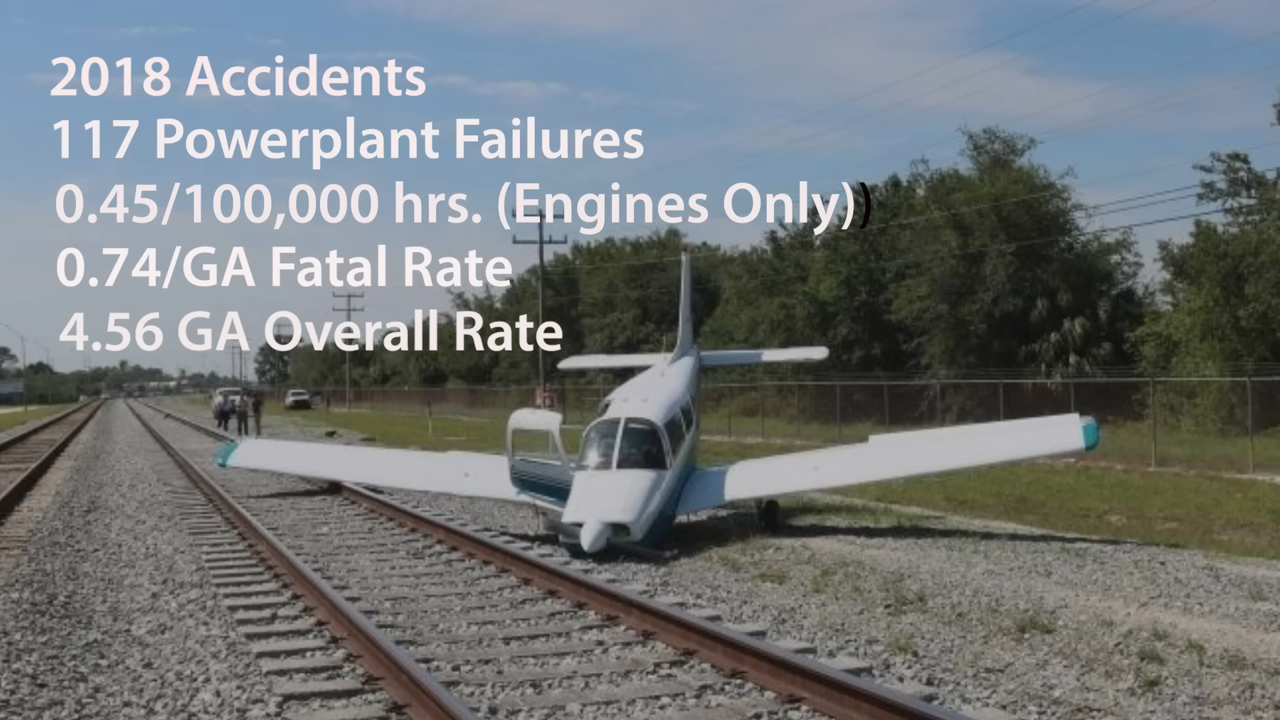 2018 Accidents
117 Powerplant Failures
0.45/100,000 hrs. (Engines Only))
0.74/GA Fatal Rate
4.56 GA Overall Rate